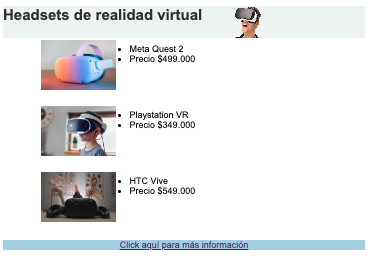 Headsets de realidad virtual
Meta Quest 2
Precio $499.000
Playstation VR
Precio $349.000
HTC Vive
Precio $549.000
Click aquí para más información